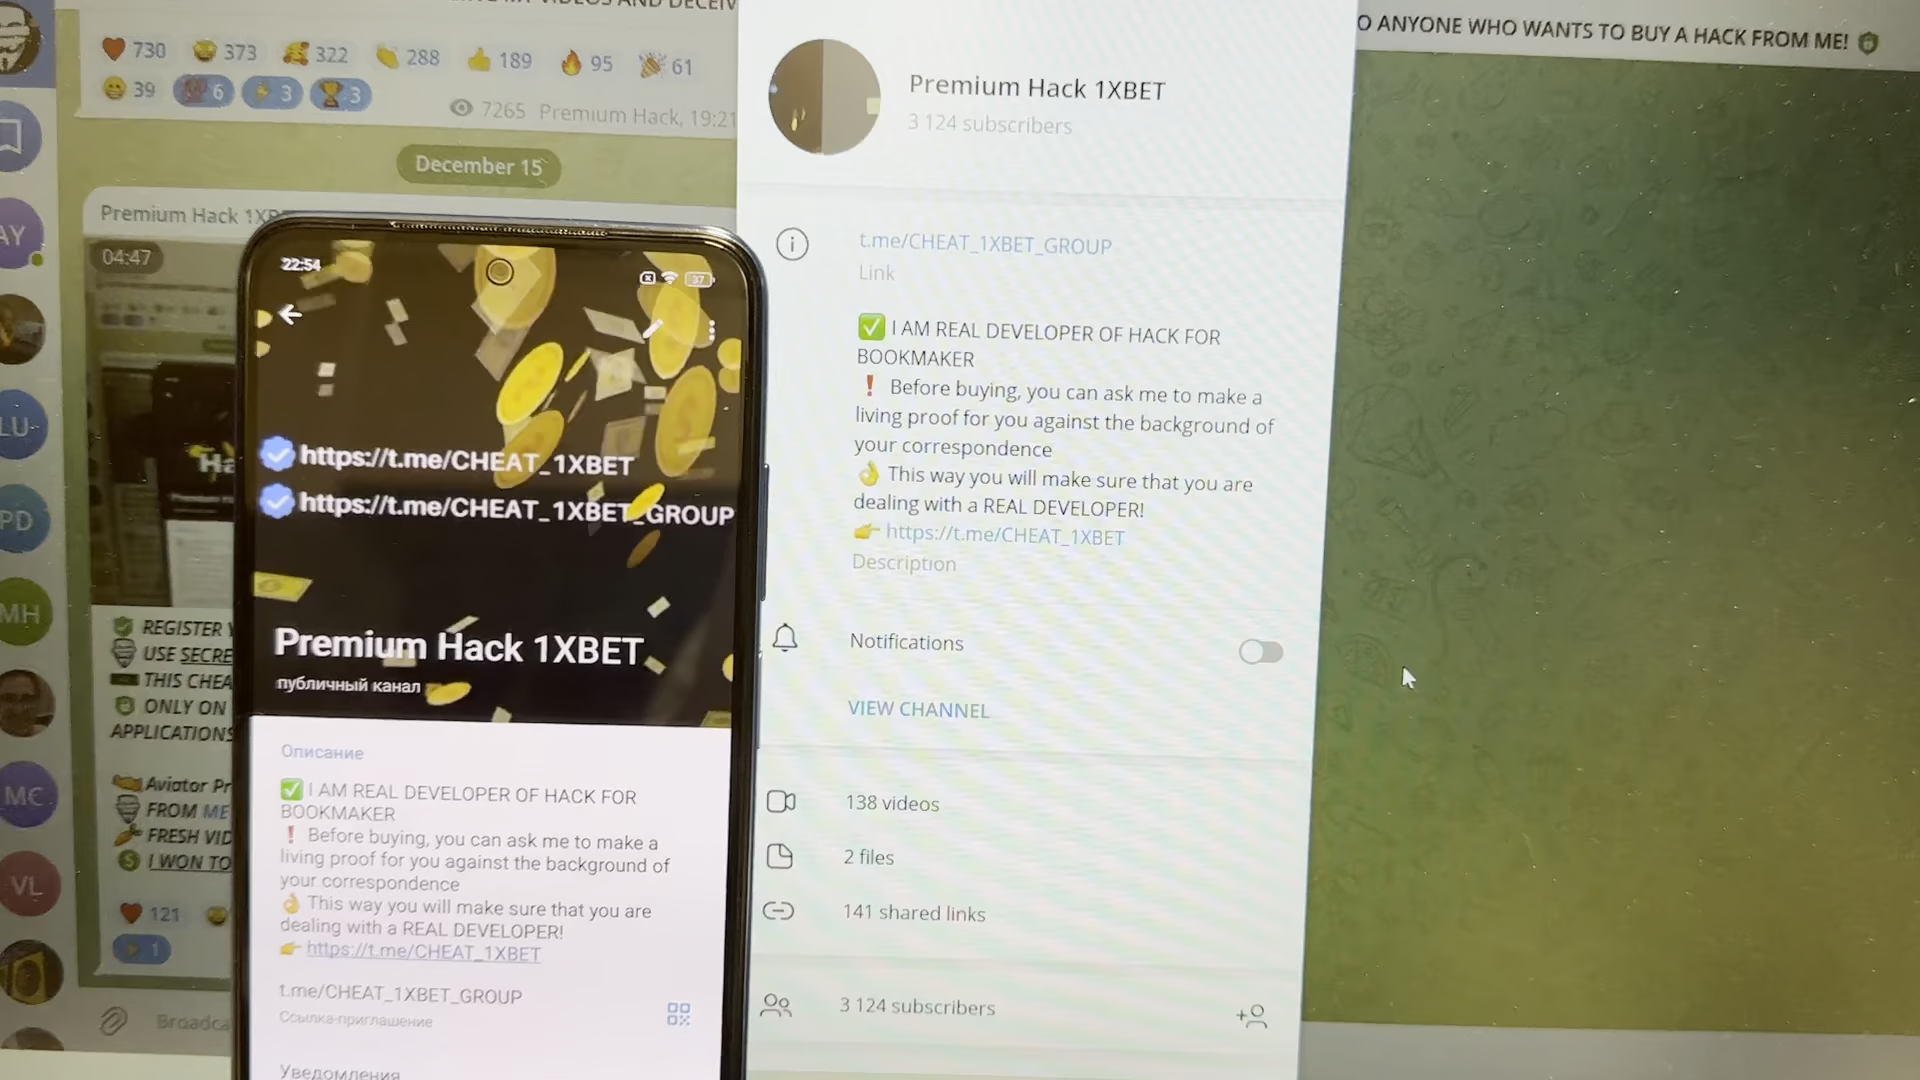 O ANYONE WHO WANTS TO BUY A HACK FROM ME!
730 373 322 288 189 95 61
39 6 3 3
7265 Premium Hack, 19:21
December 15
Premium Hack
04:47
AY
LU
PD
MH
MC
VL
REGISTER
USE
THIS
ONLY ON
APPLICATIONS
Aviator
FROM ME
FRESH
I WON TO
121
1
Premium Hack 1XBET
3 124 subscribers
t.me/CHEAT_1XBET_GROUP
Link
I AM REAL DEVELOPER OF HACK FOR
BOOKMAKER
Before buying, you can ask me to make a
living proof for you against the background of
your correspondence
This way you will make sure that you are
dealing with a REAL DEVELOPER!
https://t.me/CHEAT_1XBET
Description
Notifications
VIEW CHANNEL
138 videos
2 files
141 shared links
3 124 subscribers
22:54
37
https://t.me/CHEAT_1XBET
https://t.me/CHEAT_1XBET_GROUP
Premium Hack 1XBET
публичный канал
Описание
I AM REAL DEVELOPER OF HACK FOR
BOOKMAKER
Before buying, you can ask me to make a
living proof for you against the background of
your correspondence
This way you will make sure that you are
dealing with a REAL DEVELOPER!
https://t.me/CHEAT_1XBET
t.me/CHEAT_1XBET_GROUP
Ссылка-приглашение
Уведомления